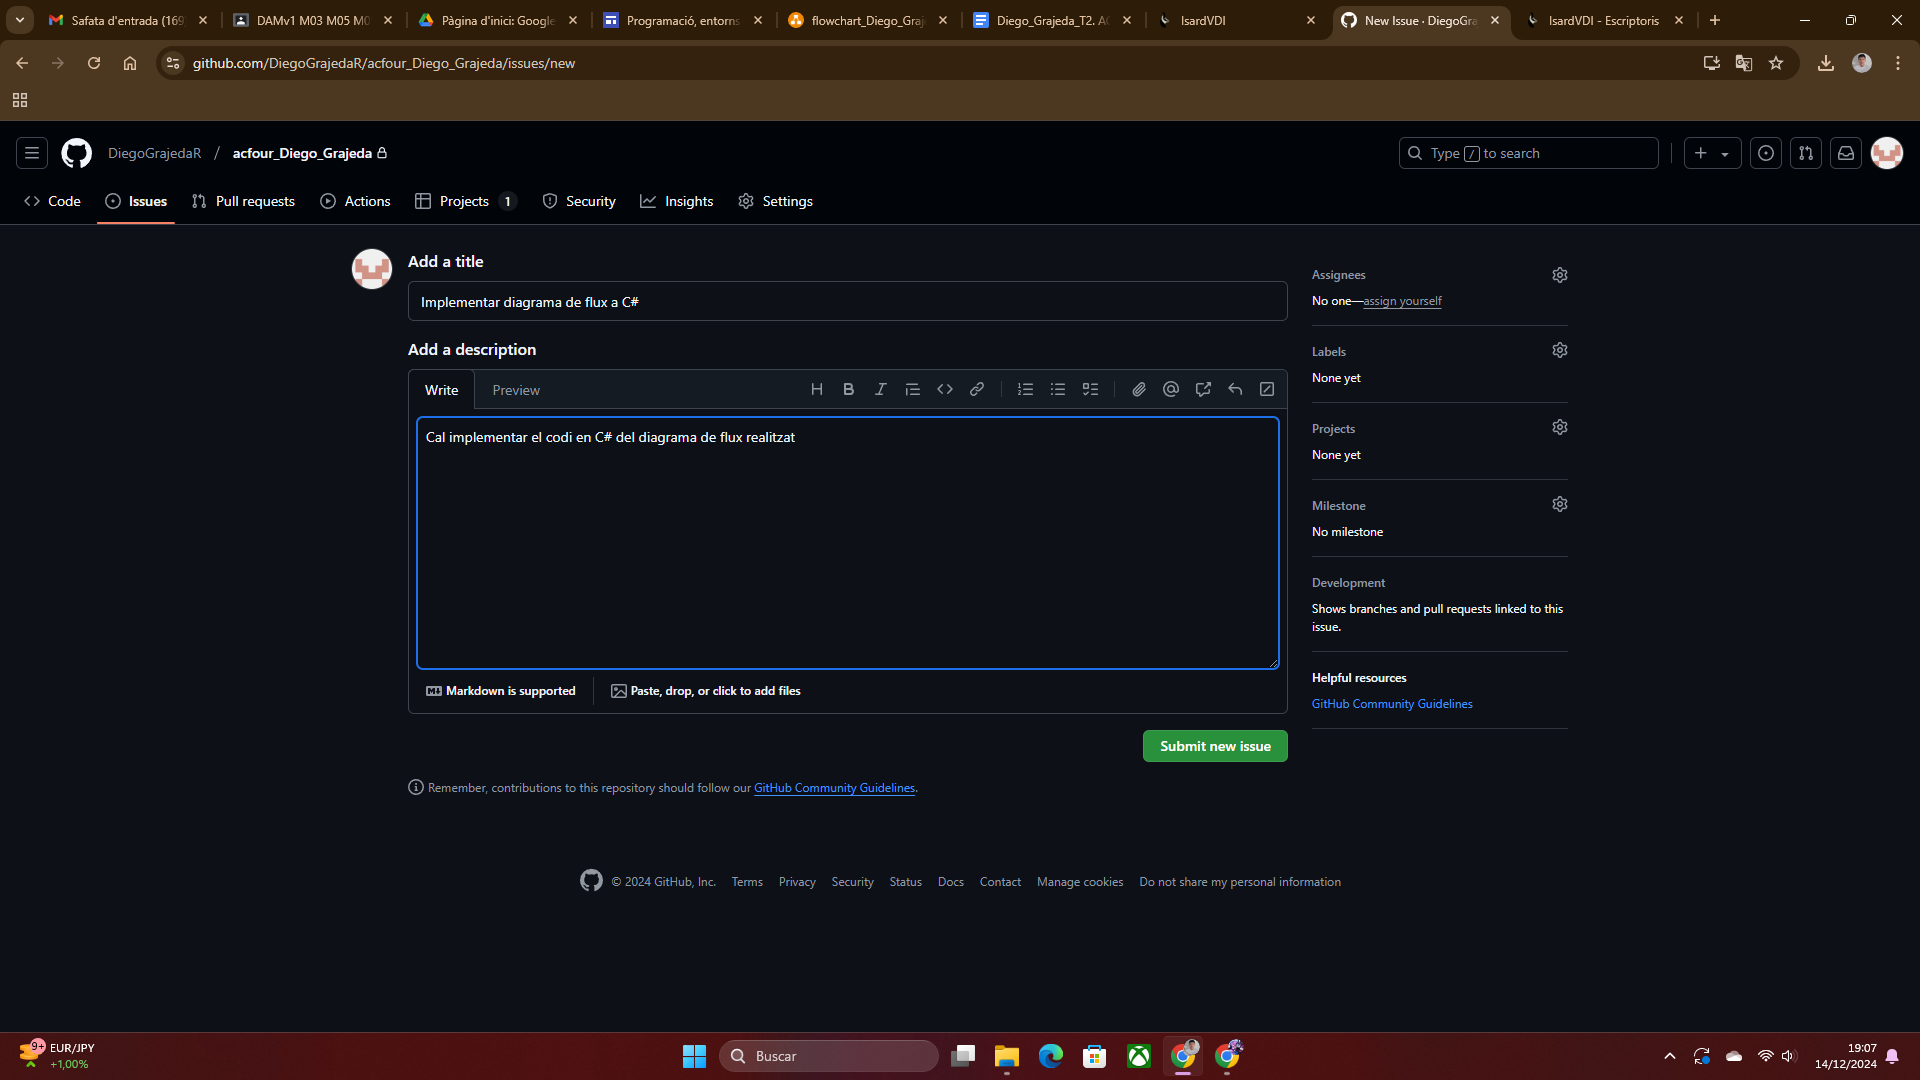 Safata d'entrada (169
DAMv1 M03 M05 M0
Pàgina d'inici: Google
Programació, entorns
flowchart_Diego_Graj
Diego_Grajeda_T2. AC
IsardVDI
New Issue · DiegoGra
IsardVDI - Escriptoris
github.com/DiegoGrajedaR/acfour_Diego_Grajeda/issues/new
DiegoGrajedaR / acfour_Diego_Grajeda
Type / to search
Code
Issues
Pull requests
Actions
Projects 1
Security
Insights
Settings
Add a title
Implementar diagrama de flux a C#
Add a description
Write
Preview
Cal implementar el codi en C# del diagrama de flux realitzat
Markdown is supported
Paste, drop, or click to add files
Submit new issue
Remember, contributions to this repository should follow our GitHub Community Guidelines.
Assignees
No one—assign yourself
Labels
None yet
Projects
None yet
Milestone
No milestone
Development
Shows branches and pull requests linked to this
issue.
Helpful resources
GitHub Community Guidelines
© 2024 GitHub, Inc.
Terms
Privacy
Security
Status
Docs
Contact
Manage cookies
Do not share my personal information
9+
EUR/JPY
+1,00%
Buscar
19:07
14/12/2024